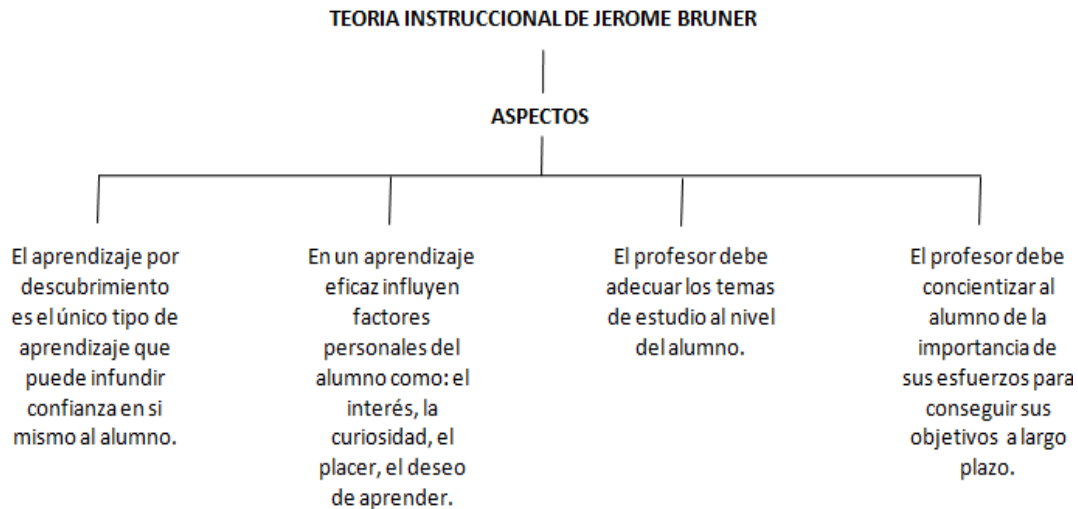 TEORIA INSTRUCCIONAL DE JEROME BRUNER
ASPECTOS
El aprendizaje por
descubrimiento
es el único tipo de
aprendizaje que
puede infundir
confianza en si
mismo al alumno.
En un aprendizaje
eficaz influyen
factores
personales del
alumno como: el
interés, la
curiosidad, el
placer, el deseo
de aprender.
El profesor debe
adecuar los temas
de estudio al nivel
del alumno.
El profesor debe
concientizar al
alumno de la
importancia de
sus esfuerzos para
conseguir sus
objetivos a largo
plazo.